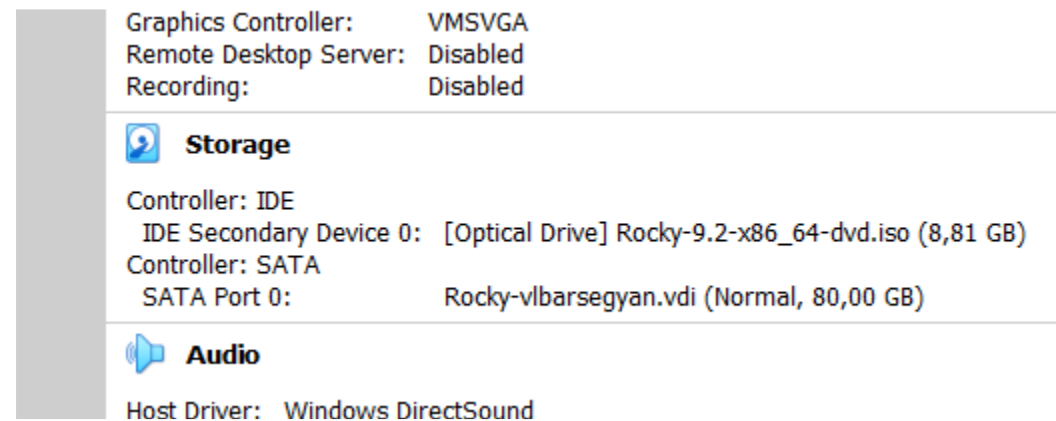 Graphics Controller: VMSVGA
Remote Desktop Server: Disabled
Recording: Disabled
Storage
Controller: IDE
IDE Secondary Device 0: [Optical Drive] Rocky-9.2-x86_64-dvd.iso (8,81 GB)
Controller: SATA
SATA Port 0: Rocky-vlbarsegyan.vdi (Normal, 80,00 GB)
Audio
Host Driver: Windows DirectSound